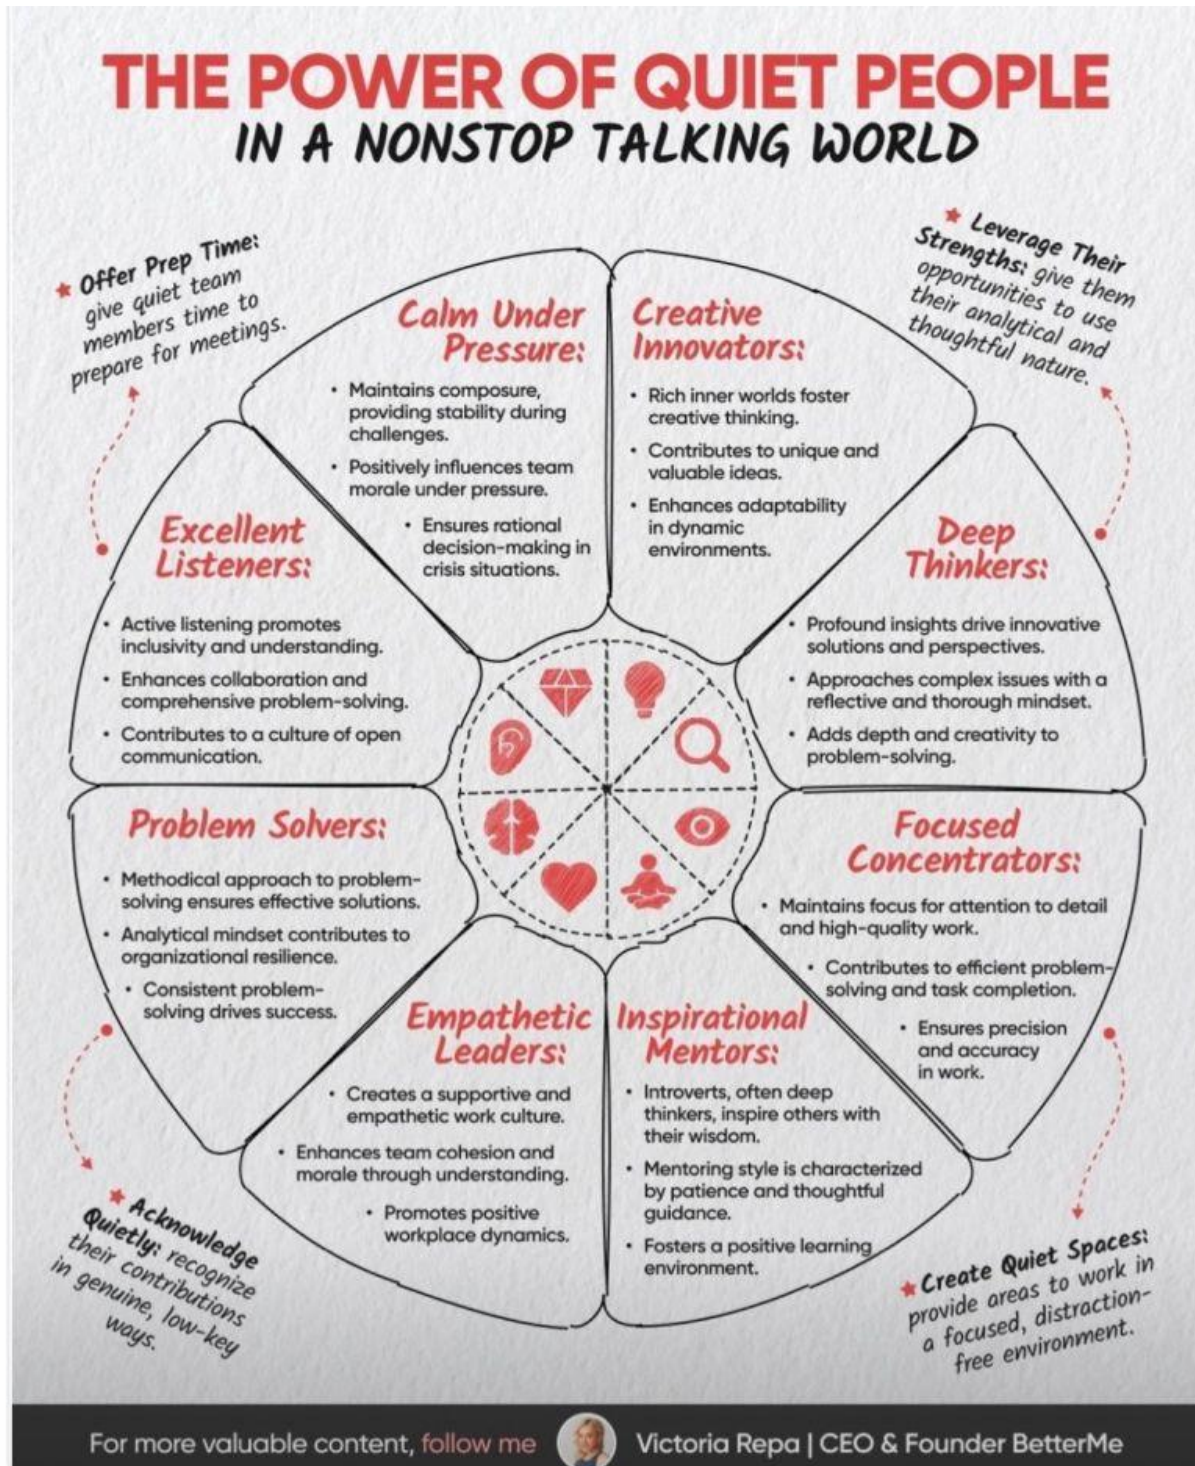 THE POWER OF QUIET PEOPLE
IN A NONSTOP TALKING WORLD
Offer Prep Time:
give quiet team
members time to
prepare for meetings.
Leverage Their
Strengths: give them
opportunities to use
their analytical and
thoughtful nature.
Calm Under
Pressure:
• Maintains composure,
providing stability during
challenges.
• Positively influences team
morale under pressure.
• Ensures rational
decision-making in
crisis situations.
Creative
Innovators:
• Rich inner worlds foster
creative thinking.
• Contributes to unique and
valuable ideas.
• Enhances adaptability
in dynamic
environments.
Excellent
Listeners:
• Active listening promotes
inclusivity and understanding.
• Enhances collaboration and
comprehensive problem-solving.
• Contributes to a culture of open
communication.
Deep
Thinkers:
• Profound insights drive innovative
solutions and perspectives.
• Approaches complex issues with a
reflective and thorough mindset.
• Adds depth and creativity to
problem-solving.
Problem Solvers:
• Methodical approach to problem-
solving ensures effective solutions.
• Analytical mindset contributes to
organizational resilience.
• Consistent problem-
solving drives success.
Focused
Concentrators:
• Maintains focus for attention to detail
and high-quality work.
• Contributes to efficient problem-
solving and task completion.
• Ensures precision
and accuracy
in work.
Empathetic
Leaders:
• Creates a supportive and
empathetic work culture.
• Enhances team cohesion and
morale through understanding.
• Promotes positive
workplace dynamics.
Inspirational
Mentors:
• Introverts, often deep
thinkers, inspire others with
their wisdom.
• Mentoring style is characterized
by patience and thoughtful
guidance.
• Fosters a positive learning
environment.
Acknowledge
Quietly: recognize
their contributions
in genuine, low-key
ways.
Create Quiet Spaces:
provide areas to work in
a focused, distraction-
free environment.
For more valuable content, follow me
Victoria Repa | CEO & Founder BetterMe